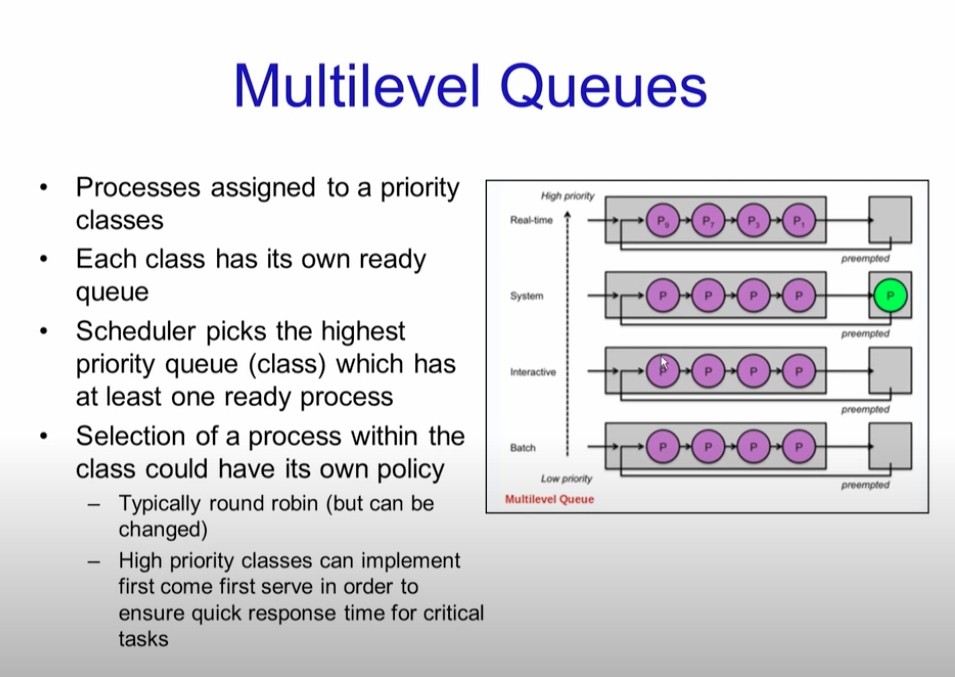 Multilevel Queues
• Processes assigned to a priority
classes
• Each class has its own ready
queue
• Scheduler picks the highest
priority queue (class) which has
at least one ready process
• Selection of a process within the
class could have its own policy
– Typically round robin (but can be
changed)
– High priority classes can implement
first come first serve in order to
ensure quick response time for critical
tasks
High priority
Real-time P9 P7 P3 P1
preempted
System P P P P P
preempted
Interactive P P P P
preempted
Batch P P P P
Low priority preempted
Multilevel Queue